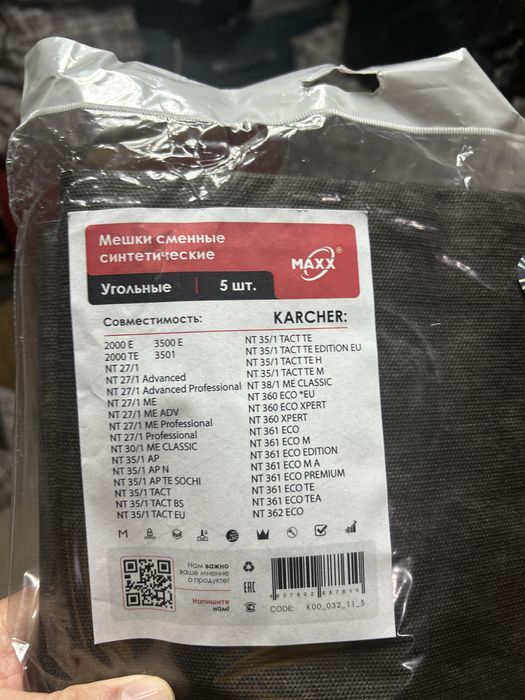 Мешки сменные
синтетические
MAXX®
Угольные | 5 шт.
Совместимость: KARCHER:
2000 E 3500 E
2000 TE 3501
NT 27/1
NT 27/1 Advanced
NT 27/1 Advanced Professional
NT 27/1 ME
NT 27/1 ME ADV
NT 27/1 ME Professional
NT 27/1 Professional
NT 30/1 ME CLASSIC
NT 35/1 AP
NT 35/1 AP N
NT 35/1 AP TE SOCHI
NT 35/1 TACT
NT 35/1 TACT BS
NT 35/1 TACT EU
NT 35/1 TACT TE
NT 35/1 TACT TE EDITION EU
NT 35/1 TACT TE H
NT 35/1 TACT TE M
NT 38/1 ME CLASSIC
NT 360 ECO *EU
NT 360 ECO XPERT
NT 360 XPERT
NT 361 ECO
NT 361 ECO M
NT 361 ECO EDITION
NT 361 ECO M A
NT 361 ECO PREMIUM
NT 361 ECO TE
NT 361 ECO TEA
NT 362 ECO
M
Нам важно
ваше мнение
о продукте!
Напишите
нам!
EAC
4 657802 887610
CODE: K00_032_11_5